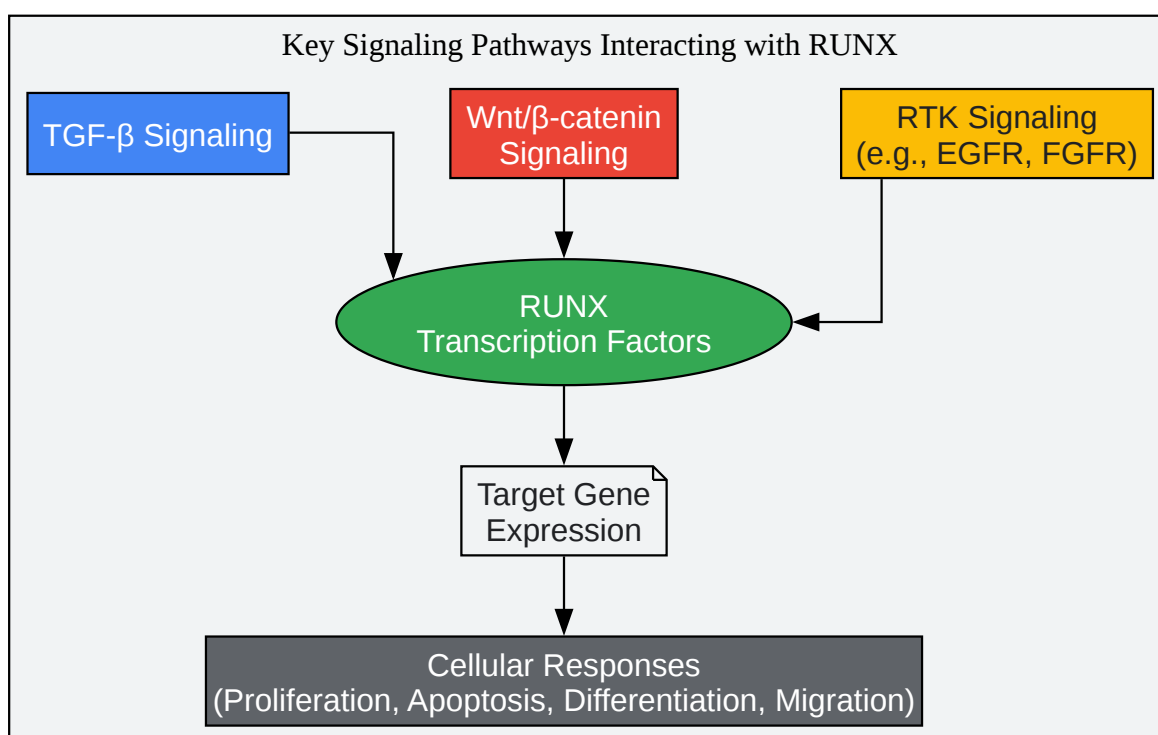 Key Signaling Pathways Interacting with RUNX
TGF-β Signaling
Wnt/β-catenin
Signaling
RTK Signaling
(e.g., EGFR, FGFR)
RUNX
Transcription Factors
Target Gene
Expression
Cellular Responses
(Proliferation, Apoptosis, Differentiation, Migration)